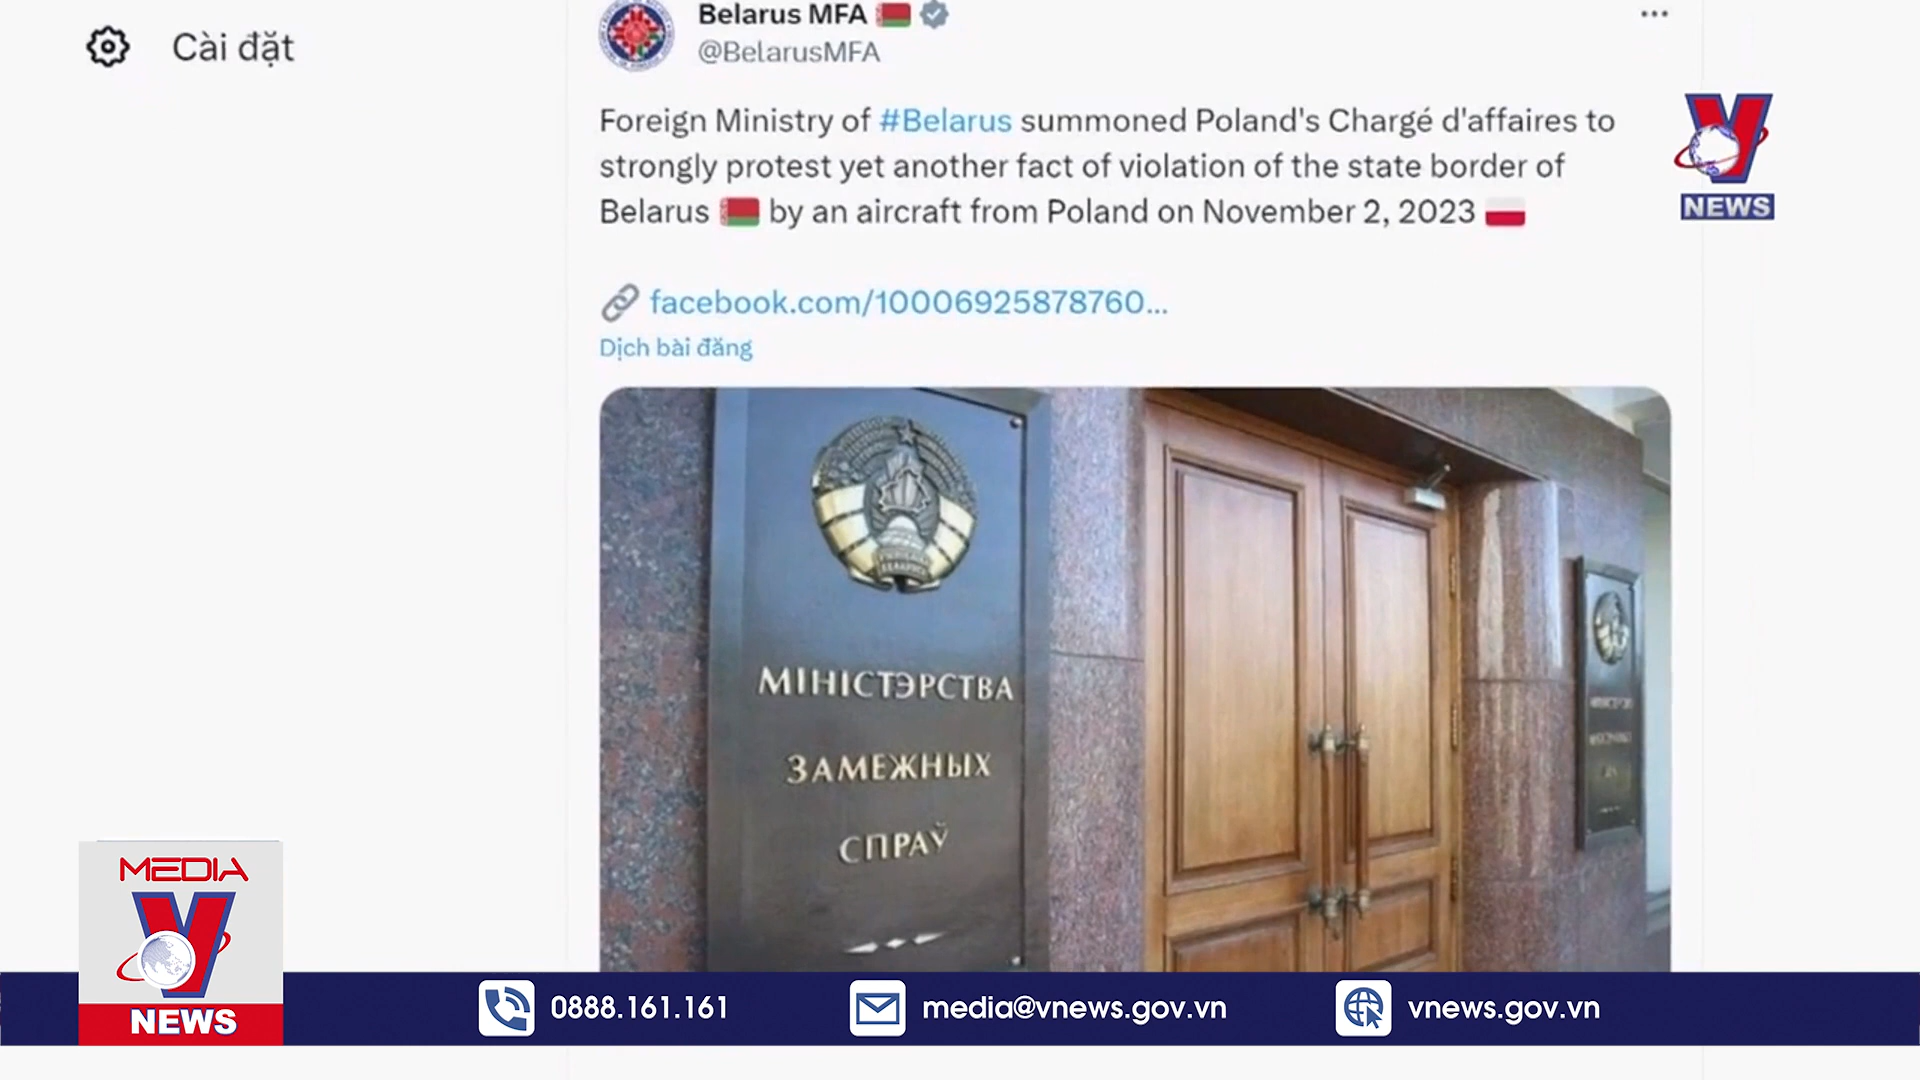 Cài đặt
Belarus MFA
@BelarusMFA
Foreign Ministry of #Belarus summoned Poland's Chargé d'affaires to
strongly protest yet another fact of violation of the state border of
Belarus by an aircraft from Poland on November 2, 2023
facebook.com/10006925878760...
Dịch bài đăng
NEWS
МІНІСТЭРСТВА
ЗАМЕЖНЫХ
СПРАЎ
MEDIA
NEWS
0888.161.161
media@vnews.gov.vn
vnews.gov.vn